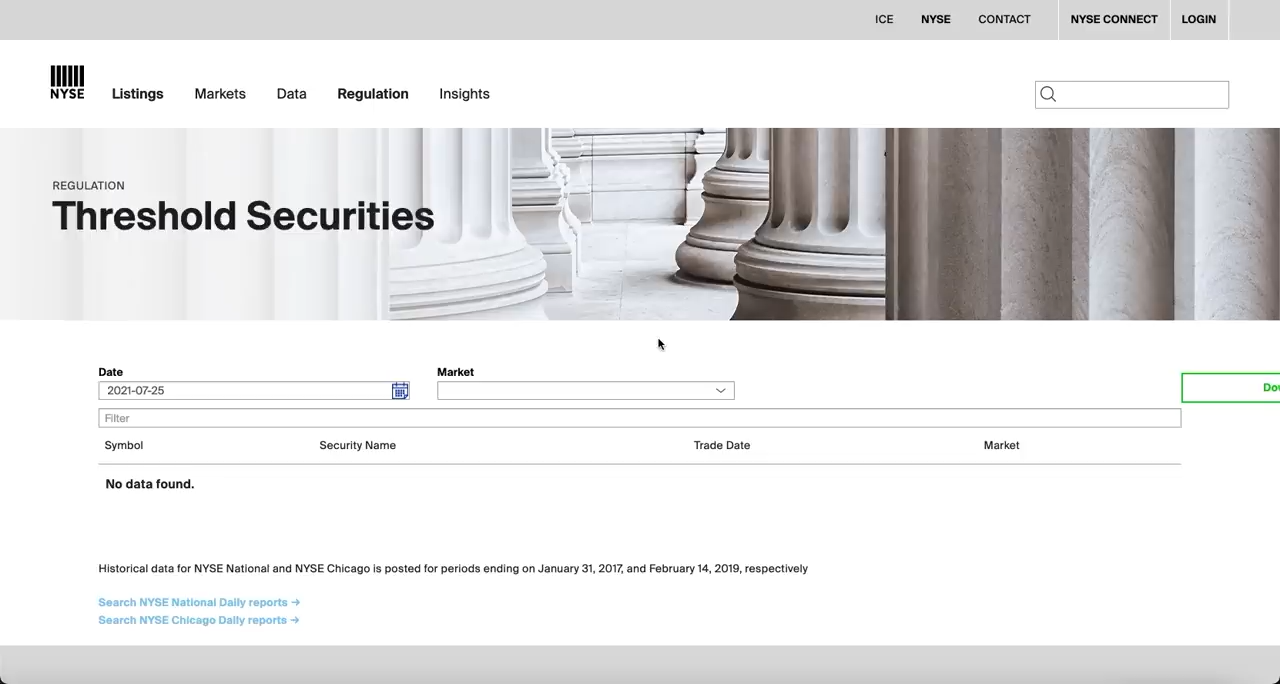 ICE NYSE CONTACT NYSE CONNECT LOGIN
NYSE Listings Markets Data Regulation Insights
REGULATION
Threshold Securities
Date Market
2021-07-25
Filter
Symbol Security Name Trade Date Market
No data found.
Historical data for NYSE National and NYSE Chicago is posted for periods ending on January 31, 2017, and February 14, 2019, respectively
Search NYSE National Daily reports →
Search NYSE Chicago Daily reports →